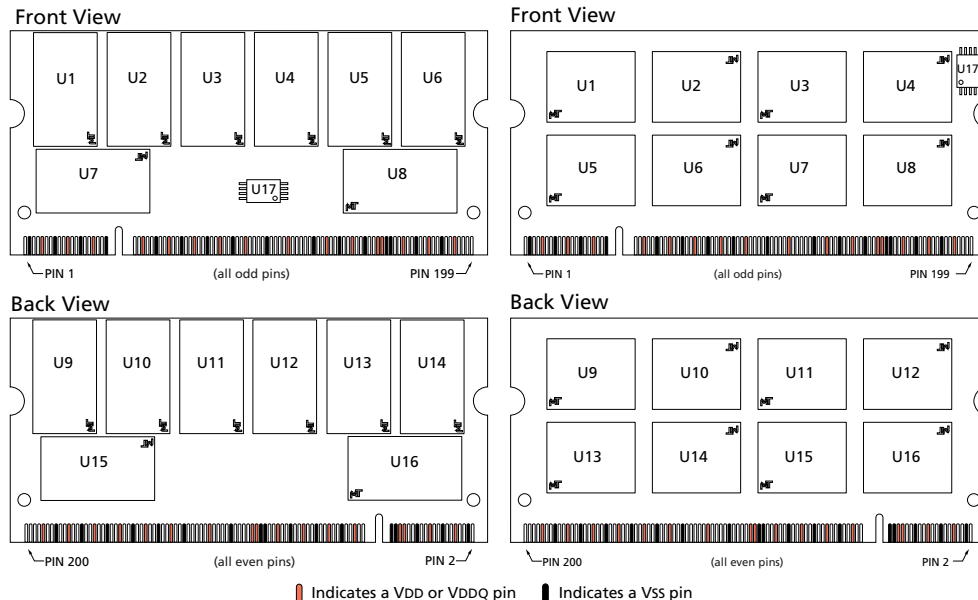 Front View
U1 U2 U3 U4 U5 U6
U7 U17 U8
PIN 1 (all odd pins) PIN 199
Front View
U1 U2 U3 U4 U17
U5 U6 U7 U8
PIN 1 (all odd pins) PIN 199
Back View
U9 U10 U11 U12 U13 U14
U15 U16
PIN 200 (all even pins) PIN 2
Back View
U9 U10 U11 U12
U13 U14 U15 U16
PIN 200 (all even pins) PIN 2
Indicates a VDD or VDDQ pin Indicates a VSS pin